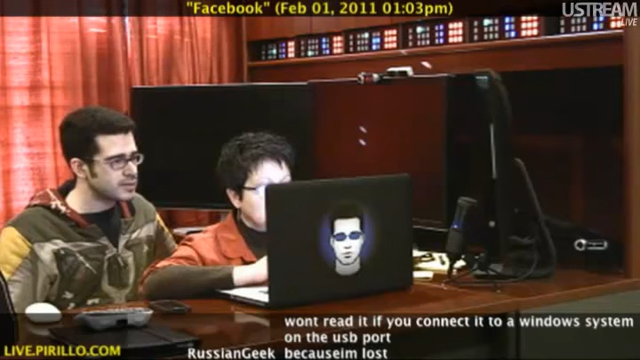 "Facebook" (Feb 01, 2011 01:03pm)
USTREAM
LIVE
wont read it if you connect it to a windows system
on the usb port
RussianGeek becauseim lost
LIVE.PIRILLO.COM